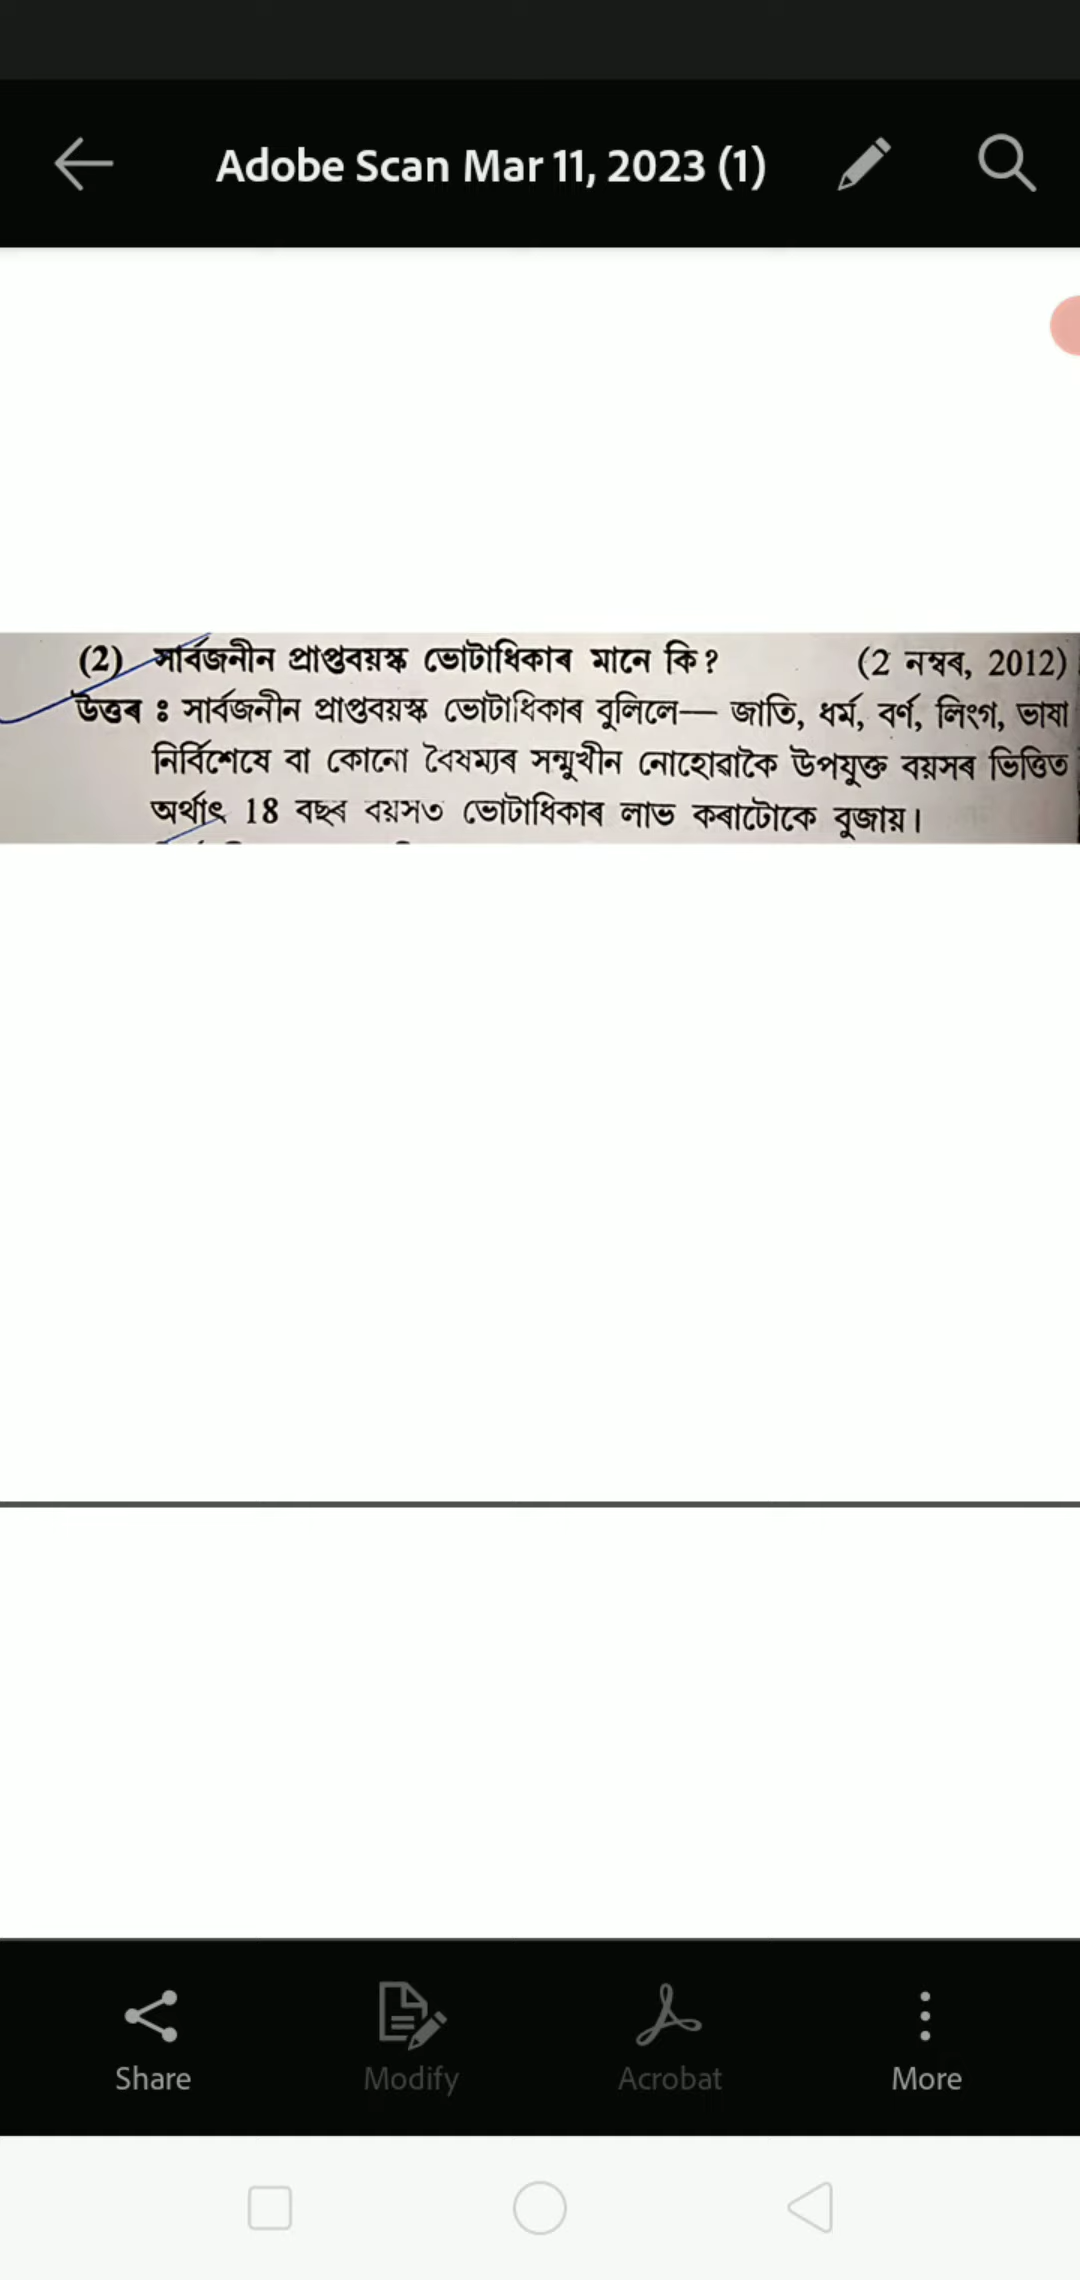 Adobe Scan Mar 11, 2023 (1)
(2) সাৰ্বজনীন প্ৰাপ্তবয়স্ক ভোটাধিকাৰ মানে কি? (2 নম্বৰ, 2012)
উত্তৰ ঃ সাৰ্বজনীন প্ৰাপ্তবয়স্ক ভোটাধিকাৰ বুলিলে— জাতি, ধৰ্ম, বৰ্ণ, লিংগ, ভাষা
নিৰ্বিশেষে বা কোনো বৈষম্যৰ সন্মুখীন নোহোৱাকৈ উপযুক্ত বয়সৰ ভিত্তিত
অৰ্থাৎ 18 বছৰ বয়সত ভোটাধিকাৰ লাভ কৰাটোকে বুজায়।
Share Modify Acrobat More